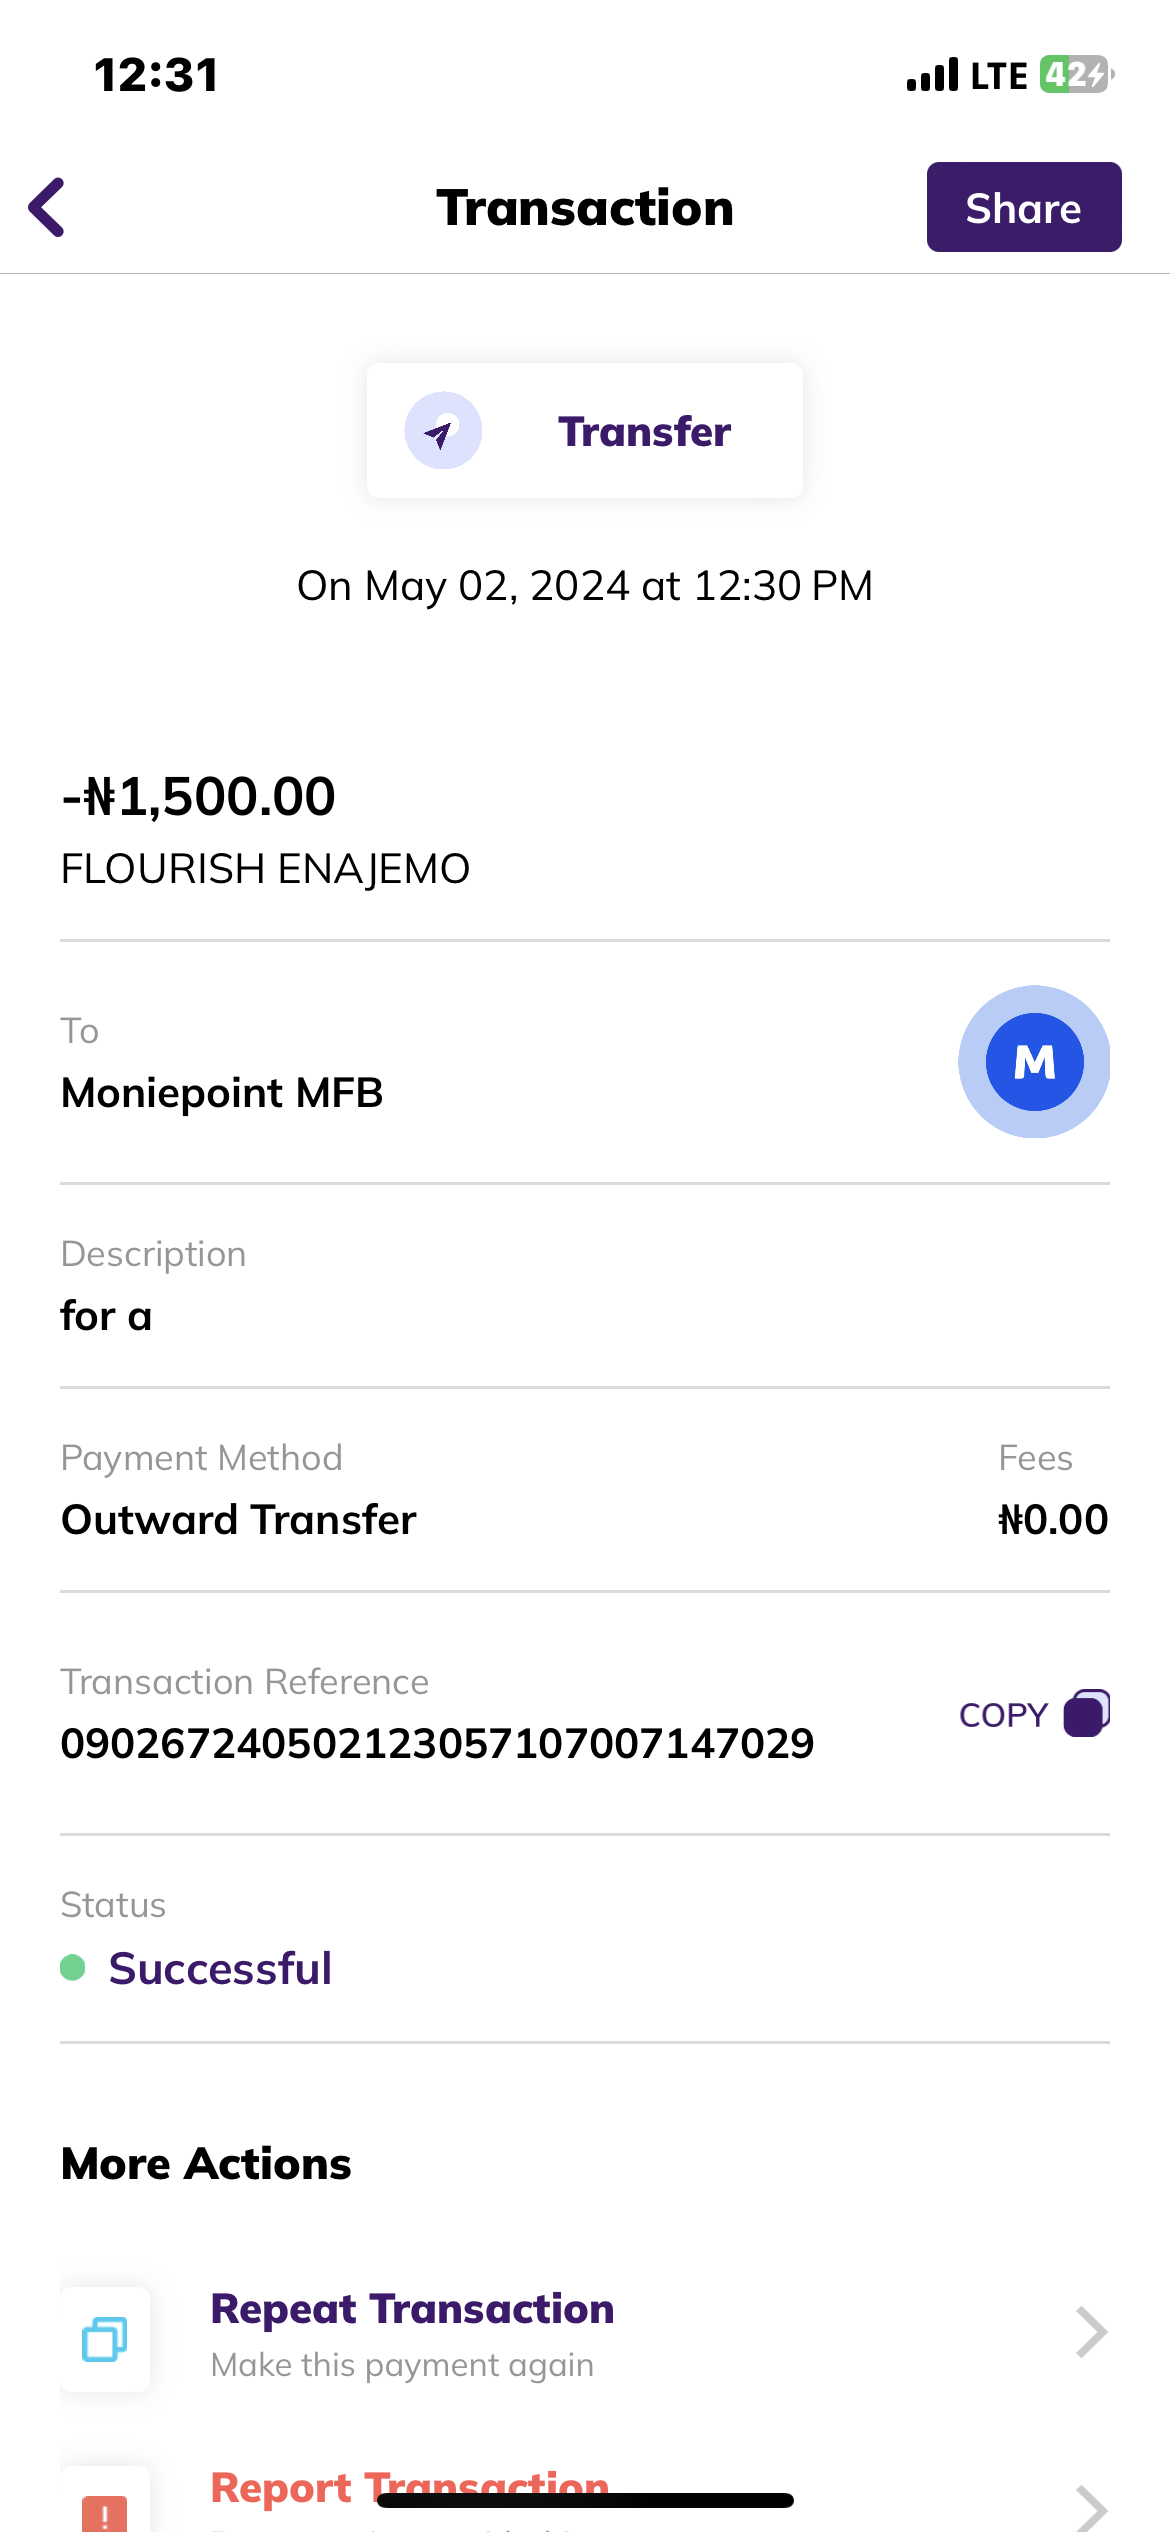 12:31
LTE 42
Transaction
Share
Transfer
On May 02, 2024 at 12:30 PM
-₦1,500.00
FLOURISH ENAJEMO
To
Moniepoint MFB
M
Description
for a
Payment Method
Fees
Outward Transfer
₦0.00
Transaction Reference
090267240502123057107007147029
COPY
Status
Successful
More Actions
Repeat Transaction
Make this payment again
Report Transaction